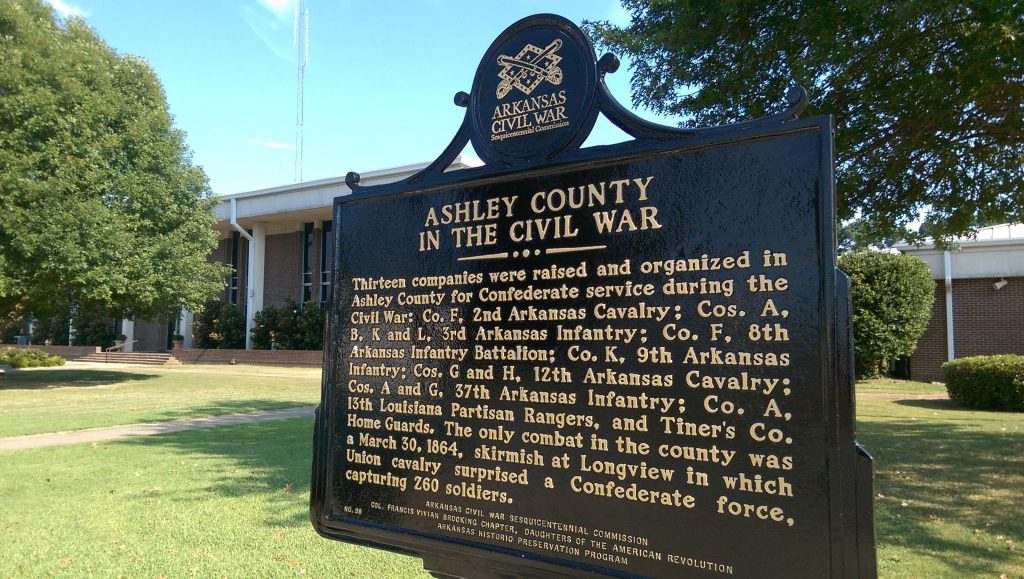 ARKANSAS
CIVIL WAR
Sesquicentennial Commission
ASHLEY COUNTY
IN THE CIVIL WAR
Thirteen companies were raised and organized in
Ashley County for Confederate service during the
Civil War: Co. F, 2nd Arkansas Cavalry; Cos. A,
B, K and L, 3rd Arkansas Infantry; Co. F, 8th
Arkansas Infantry Battalion; Co. K, 9th Arkansas
Infantry; Cos. G and H, 12th Arkansas Cavalry;
Cos. A and G, 37th Arkansas Infantry; Co. A,
13th Louisiana Partisan Rangers, and Tiner's Co.
Home Guards. The only combat in the county was
a March 30, 1864, skirmish at Longview in which
Union cavalry surprised a Confederate force,
capturing 260 soldiers.
ARKANSAS CIVIL WAR SESQUICENTENNIAL COMMISSION
NO. 86 COL. FRANCIS VIVIAN BROOKING CHAPTER, DAUGHTERS OF THE AMERICAN REVOLUTION
ARKANSAS HISTORIC PRESERVATION PROGRAM